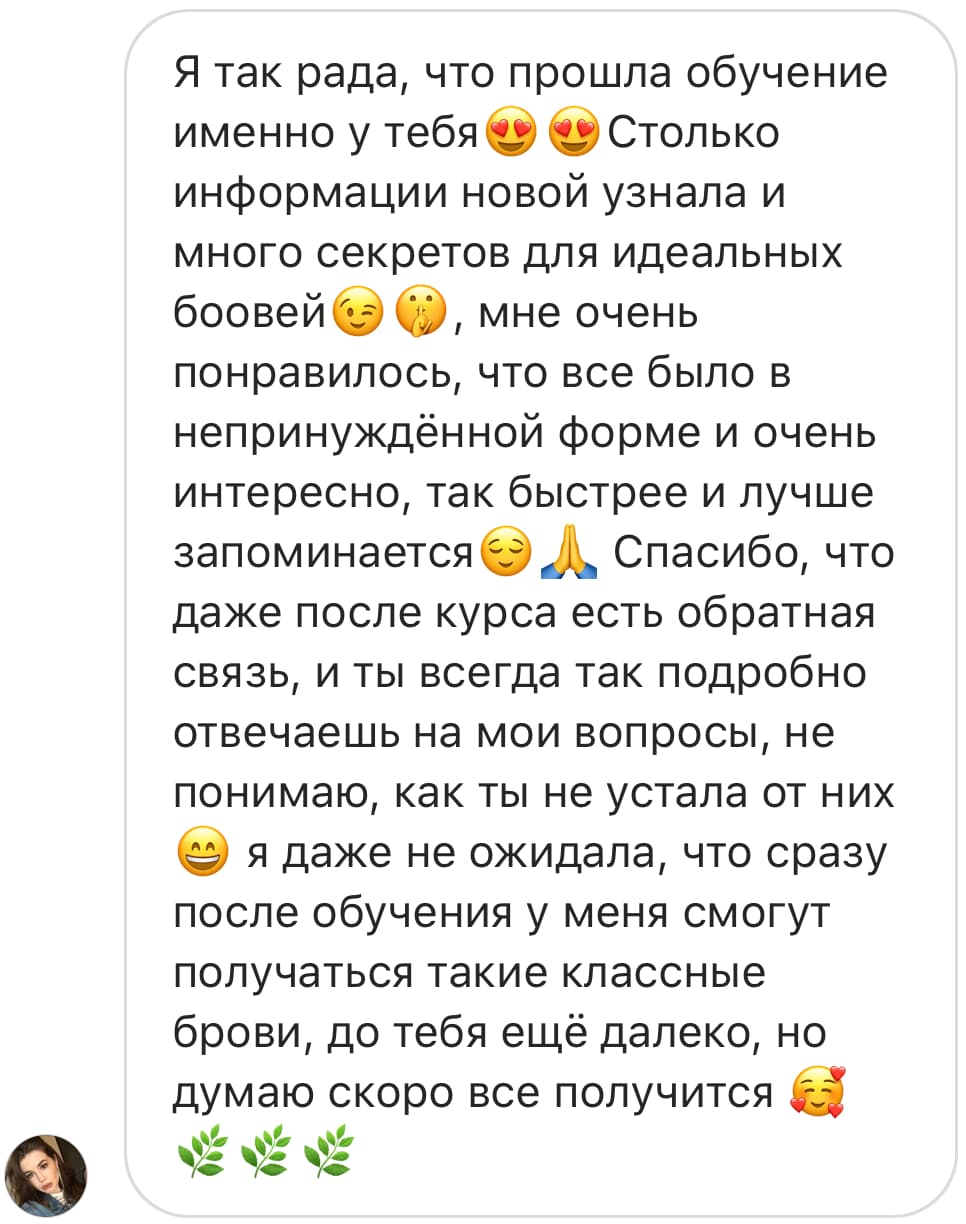 Я так рада, что прошла обучение
именно у тебя😍😍Столько
информации новой узнала и
много секретов для идеальных
боовей😉🤫, мне очень
понравилось, что все было в
непринуждённой форме и очень
интересно, так быстрее и лучше
запоминается😌🙏 Спасибо, что
даже после курса есть обратная
связь, и ты всегда так подробно
отвечаешь на мои вопросы, не
понимаю, как ты не устала от них
😄 я даже не ожидала, что сразу
после обучения у меня смогут
получаться такие классные
брови, до тебя ещё далеко, но
думаю скоро все получится 🥰
🌿🌿🌿